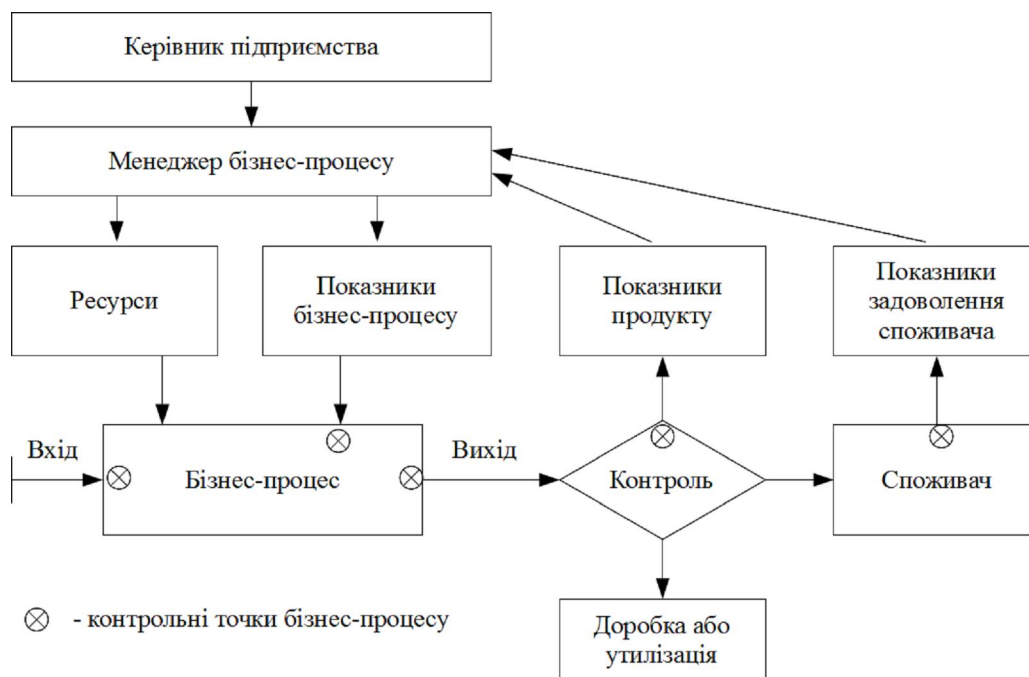 Керівник підприємства
Менеджер бізнес-процесу
Ресурси
Показники
бізнес-процесу
Показники
продукту
Показники
задоволення
споживача
Вхід
Бізнес-процес
Вихід
Контроль
Споживач
- контрольні точки бізнес-процесу
Доробка або
утилізація